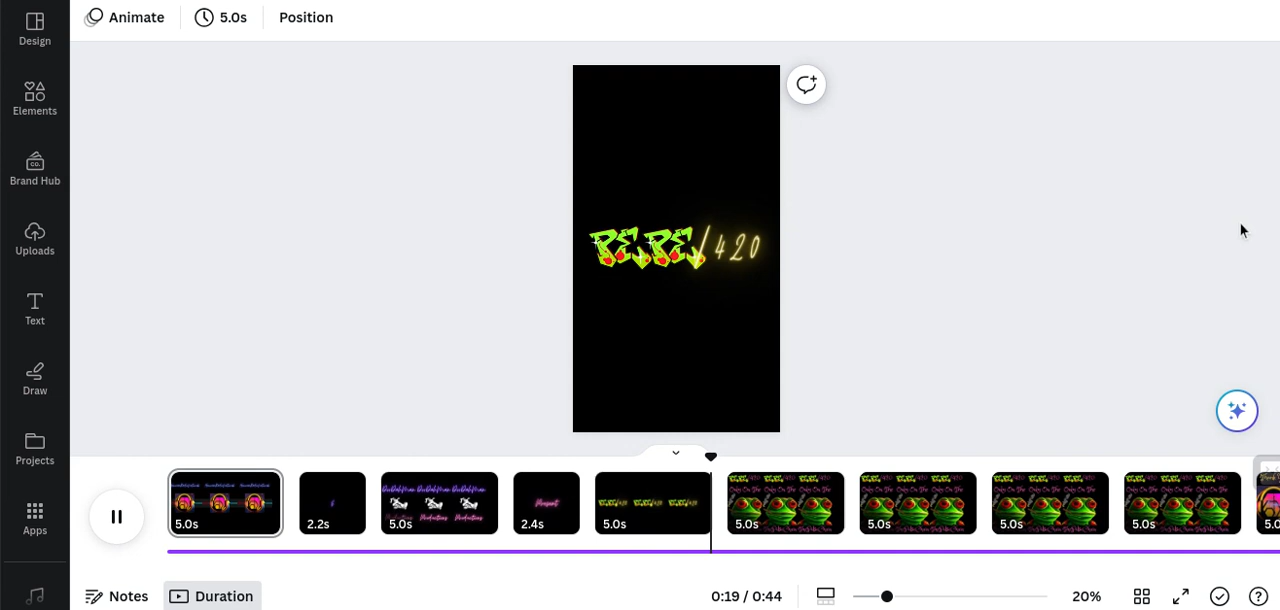 Animate
5.0s
Position
Design
Elements
CO.
Brand Hub
Uploads
Text
Draw
Projects
Apps
PEPE/420
5.0s
2.2s
5.0s
2.4s
5.0s
5.0s
5.0s
5.0s
5.0s
5.0
Notes
Duration
0:19 / 0:44
20%